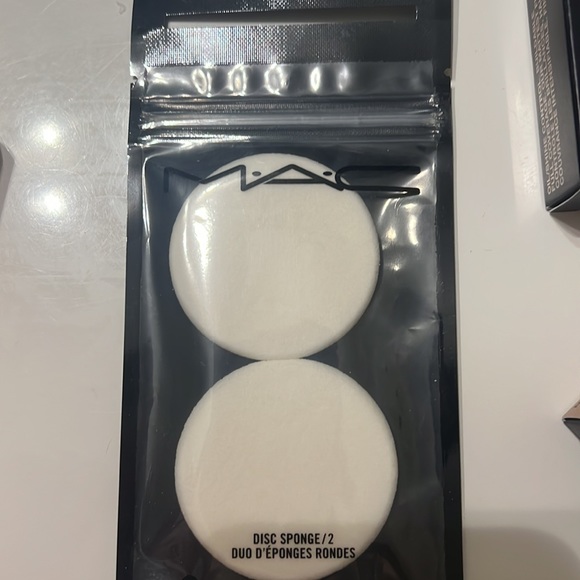 M·A·C
DISC SPONGE/2
DUO D'ÉPONGES RONDES